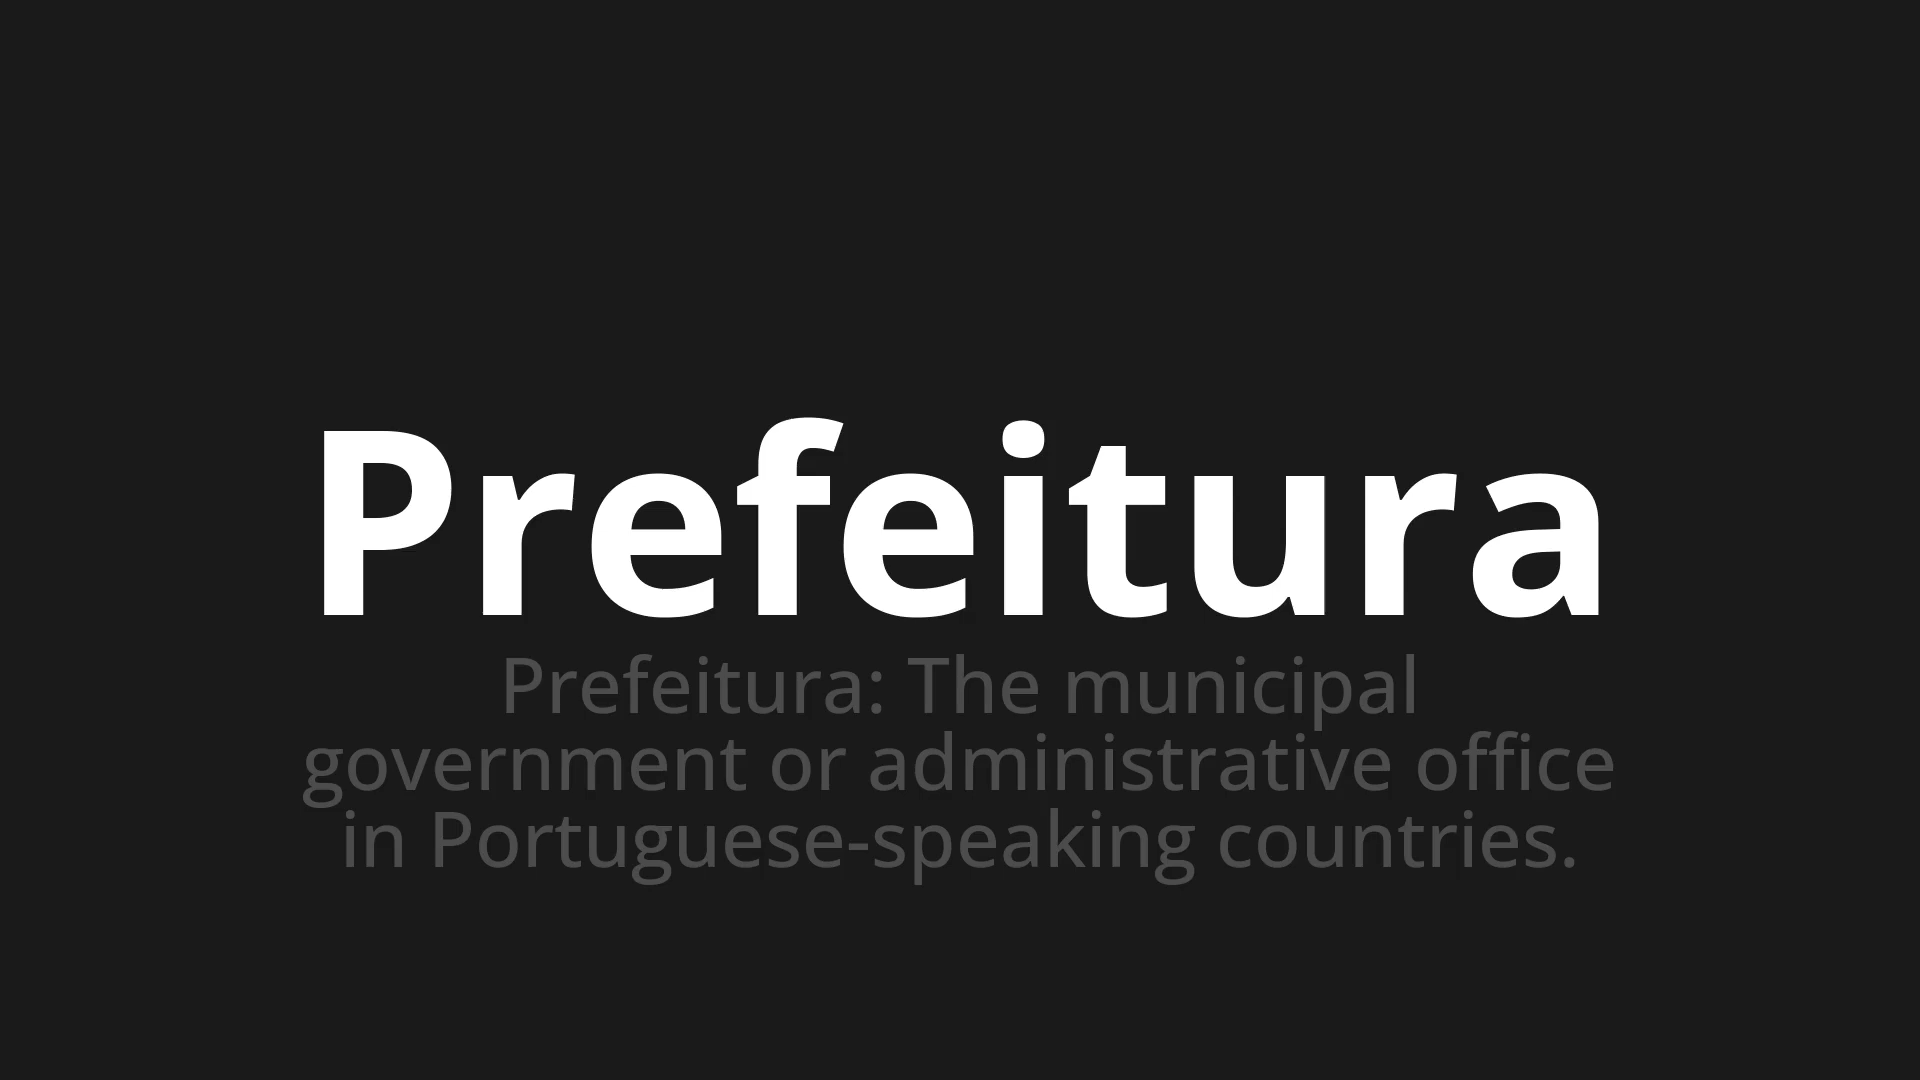 Prefeitura
Prefeitura: The municipal
government or administrative office
in Portuguese-speaking countries.